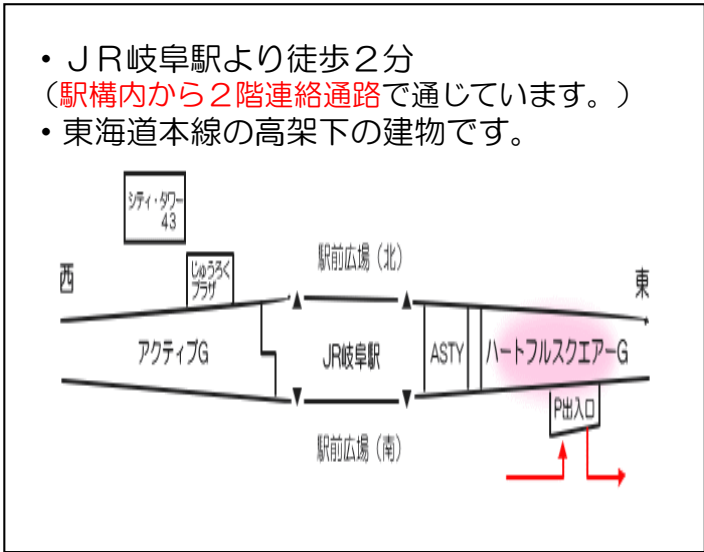 ・ＪＲ岐阜駅より徒歩２分
（駅構内から２階連絡通路で通じています。）
・東海道本線の高架下の建物です。
シティ・タワー
43
じゅうろく
プラザ
駅前広場（北）
西
東
アクティブG
JR岐阜駅
ASTY
ハートフルスクエアーG
P出入口
駅前広場（南）